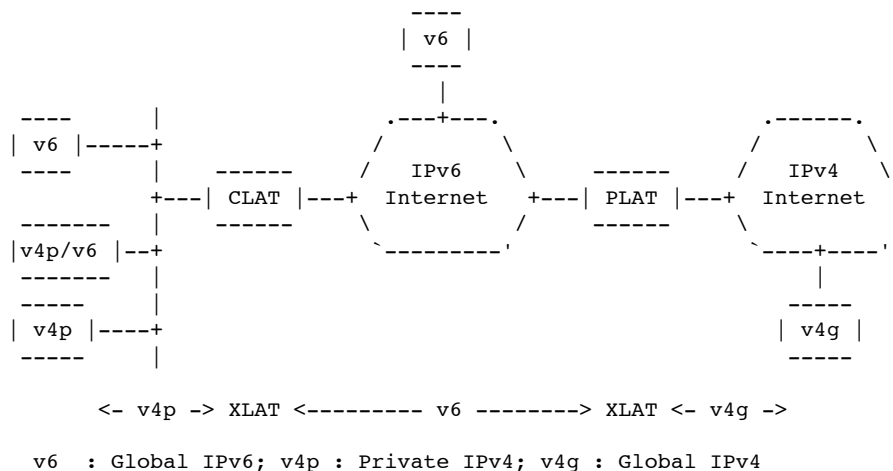 ----
                                | v6 |
                                 ----
                                  |
 ----      |                  .---+---.                .------.
| v6 |-----+                 /         \              /        \
 ----      |    ------      /   IPv6    \   ------   /   IPv4   \
           +---| CLAT |---+   Internet    +---| PLAT |---+ Internet
-------    |    ------      \           /   ------   \
|v4p/v6 |--+                 `---------'              `----+----'
-------    |                                               |
 -----     |                                             -----
| v4p |----+                                            | v4g |
 -----     |                                             -----
<- v4p -> XLAT <--------- v6 --------> XLAT <- v4g ->
v6 : Global IPv6; v4p : Private IPv4; v4g : Global IPv4